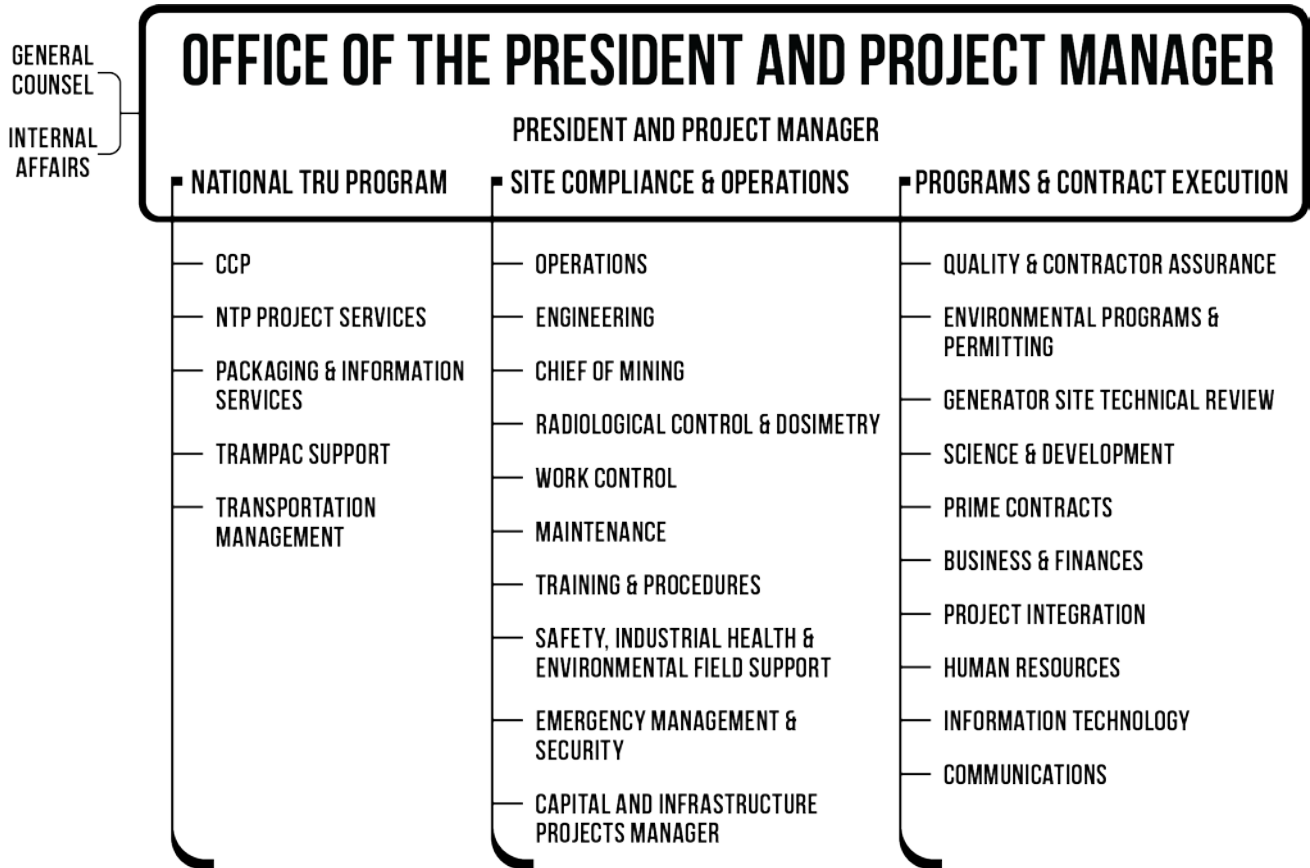 GENERAL
COUNSEL
INTERNAL
AFFAIRS
OFFICE OF THE PRESIDENT AND PROJECT MANAGER
PRESIDENT AND PROJECT MANAGER
NATIONAL TRU PROGRAM
CCP
NTP PROJECT SERVICES
PACKAGING & INFORMATION
SERVICES
TRAMPAC SUPPORT
TRANSPORTATION
MANAGEMENT
SITE COMPLIANCE & OPERATIONS
OPERATIONS
ENGINEERING
CHIEF OF MINING
RADIOLOGICAL CONTROL & DOSIMETRY
WORK CONTROL
MAINTENANCE
TRAINING & PROCEDURES
SAFETY, INDUSTRIAL HEALTH &
ENVIRONMENTAL FIELD SUPPORT
EMERGENCY MANAGEMENT &
SECURITY
CAPITAL AND INFRASTRUCTURE
PROJECTS MANAGER
PROGRAMS & CONTRACT EXECUTION
QUALITY & CONTRACTOR ASSURANCE
ENVIRONMENTAL PROGRAMS &
PERMITTING
GENERATOR SITE TECHNICAL REVIEW
SCIENCE & DEVELOPMENT
PRIME CONTRACTS
BUSINESS & FINANCES
PROJECT INTEGRATION
HUMAN RESOURCES
INFORMATION TECHNOLOGY
COMMUNICATIONS